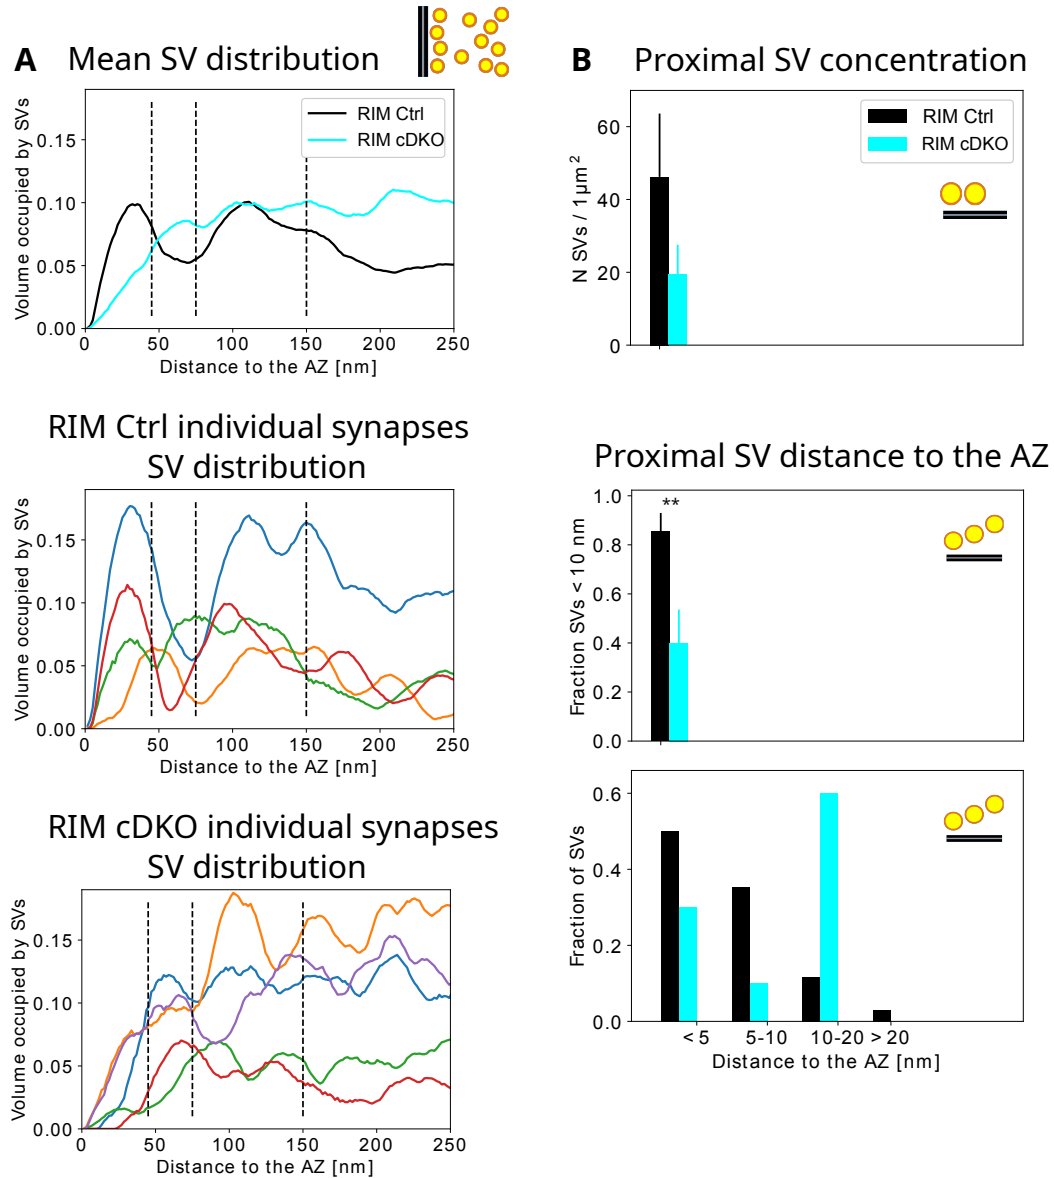 A Mean SV distribution
Volume occupied by SVs
0.15
0.10
0.05
0.00
RIM Ctrl
RIM cDKO
0 50 100 150 200 250
Distance to the AZ [nm]
RIM Ctrl individual synapses
SV distribution
Volume occupied by SVs
0.15
0.10
0.05
0.00
0 50 100 150 200 250
Distance to the AZ [nm]
RIM cDKO individual synapses
SV distribution
Volume occupied by SVs
0.15
0.10
0.05
0.00
0 50 100 150 200 250
Distance to the AZ [nm]
B Proximal SV concentration
N SVs / 1μm²
60
40
20
0
RIM Ctrl
RIM cDKO
Proximal SV distance to the AZ
Fraction SVs < 10 nm
1.0
0.8
0.6
0.4
0.2
0.0
**
Fraction of SVs
0.6
0.4
0.2
0.0
< 5 5-10 10-20 > 20
Distance to the AZ [nm]